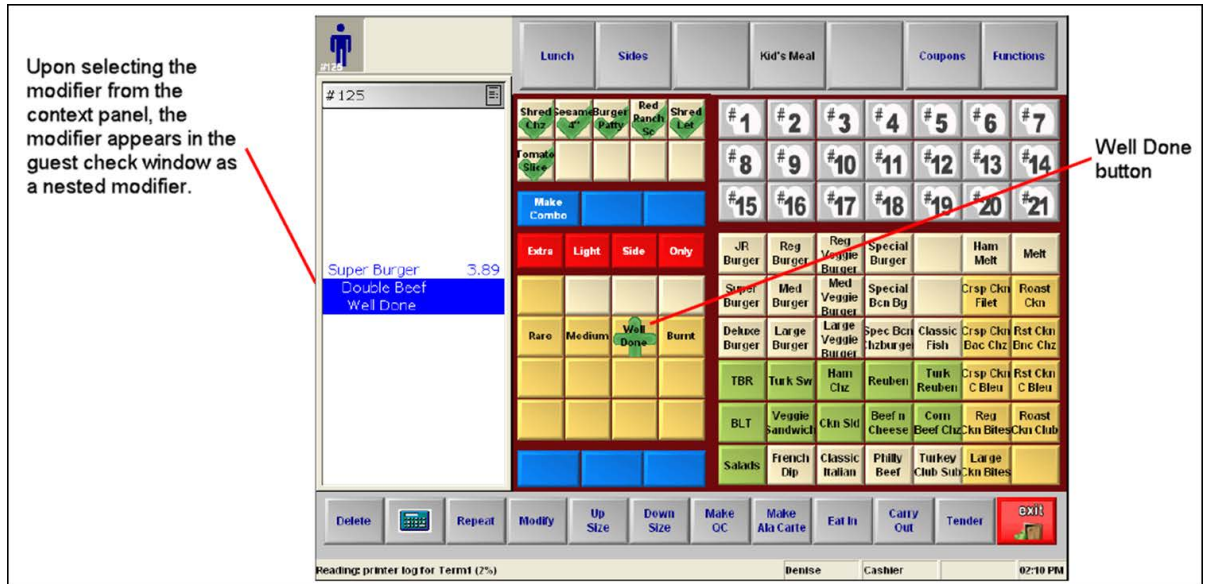 Upon selecting the
modifier from the
context panel, the
modifier appears in the
guest check window as
a nested modifier.
#125
Lunch
Sides
Kid's Meal
Coupons
Functions
#125
Shred Chz
Sesame 4"
Burger Patty
Red Ranch Sc
Shred Let
Tomato Slice
Make Combo
Extra
Light
Side
Only
Rare
Medium
Well Done
Burnt
Super Burger 3.89
Double Beef
Well Done
#1 #2 #3 #4 #5 #6 #7
#8 #9 #10 #11 #12 #13 #14
#15 #16 #17 #18 #19 #20 #21
Well Done
button
JR Burger
Reg Burger
Reg Veggie Burger
Special Burger
Ham Melt
Melt
Super Burger
Med Burger
Med Veggie Burger
Special Bcn Bg
Crsp Ckn Filet
Roast Ckn
Deluxe Burger
Large Burger
Large Veggie Burger
Spec Bcn Chzburge
Classic Fish
Crsp Ckn Bac Chz
Rst Ckn Bnc Chz
TBR
Turk Sw
Ham Chz
Reuben
Turk Reuben
Crsp Ckn C Bleu
Rst Ckn C Bleu
BLT
Veggie Sandwich
Ckn Sld
Beef n Cheese
Corn Beef Chz
Reg Ckn Bites
Roast Ckn Club
Salads
French Dip
Classic Italian
Philly Beef
Turkey Club Sub
Large Ckn Bites
Delete
Repeat
Modify
Up Size
Down Size
Make OC
Make Ala Carte
Eat In
Carry Out
Tender
exit
Reading: printer log for Term1 (2%)
Denise
Cashier
02:10 PM